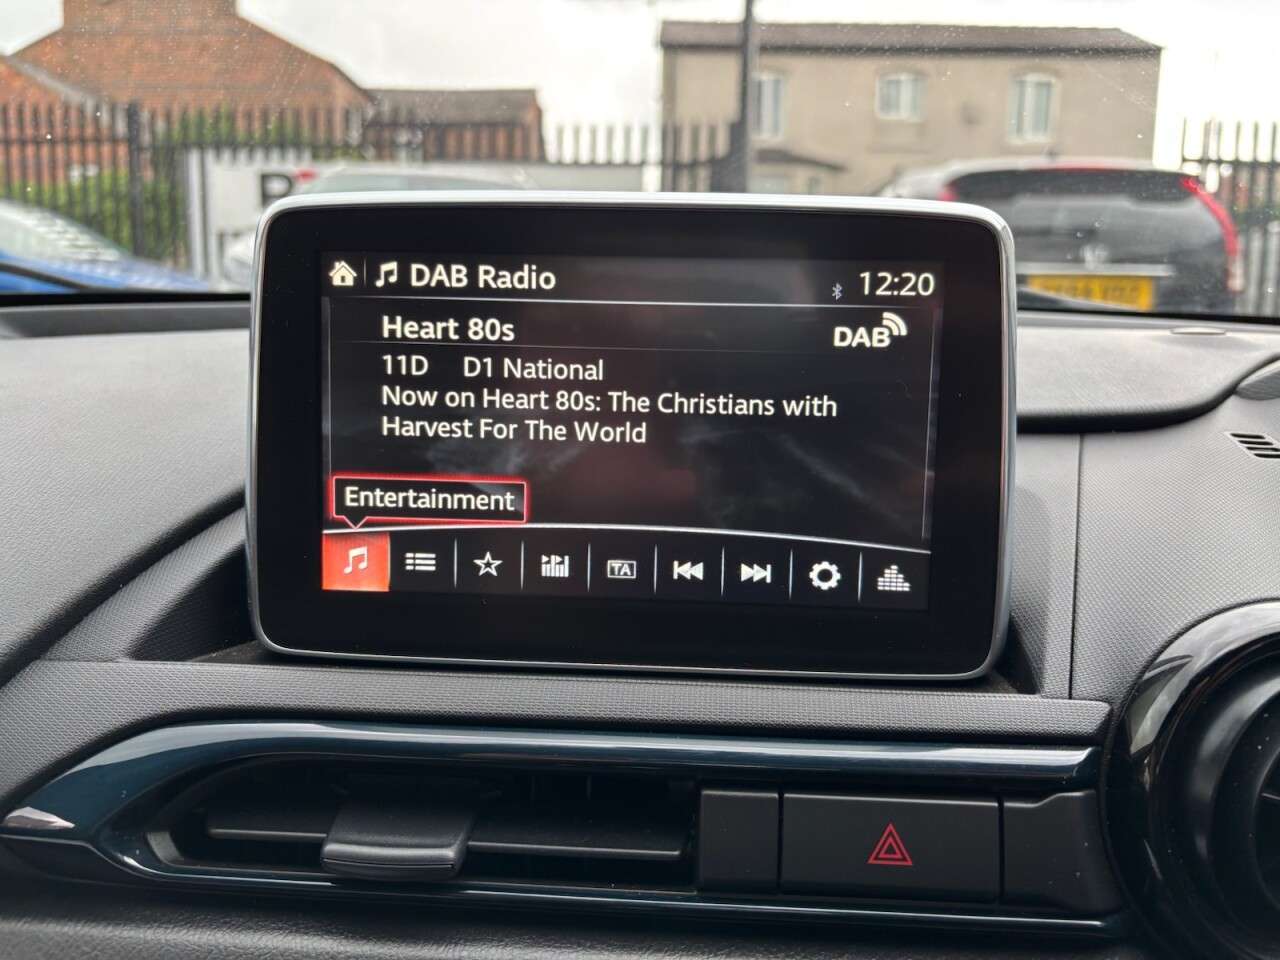 DAB Radio 12:20
Heart 80s DAB
11D D1 National
Now on Heart 80s: The Christians with
Harvest For The World
Entertainment
TA